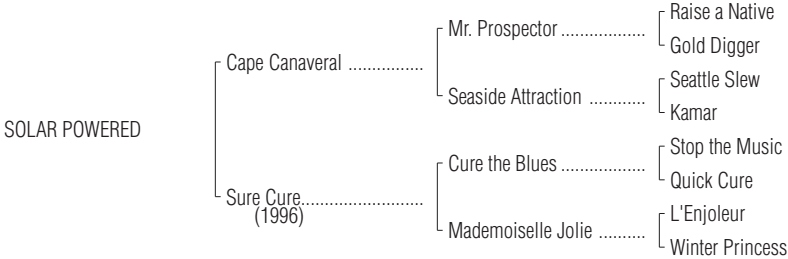 Raise a Native
Mr. Prospector ..................
Gold Digger
Cape Canaveral ................
Seattle Slew
Seaside Attraction ............
Kamar
SOLAR POWERED
Stop the Music
Cure the Blues ..................
Quick Cure
Sure Cure..........................
(1996)
L'Enjoleur
Mademoiselle Jolie ..........
Winter Princess